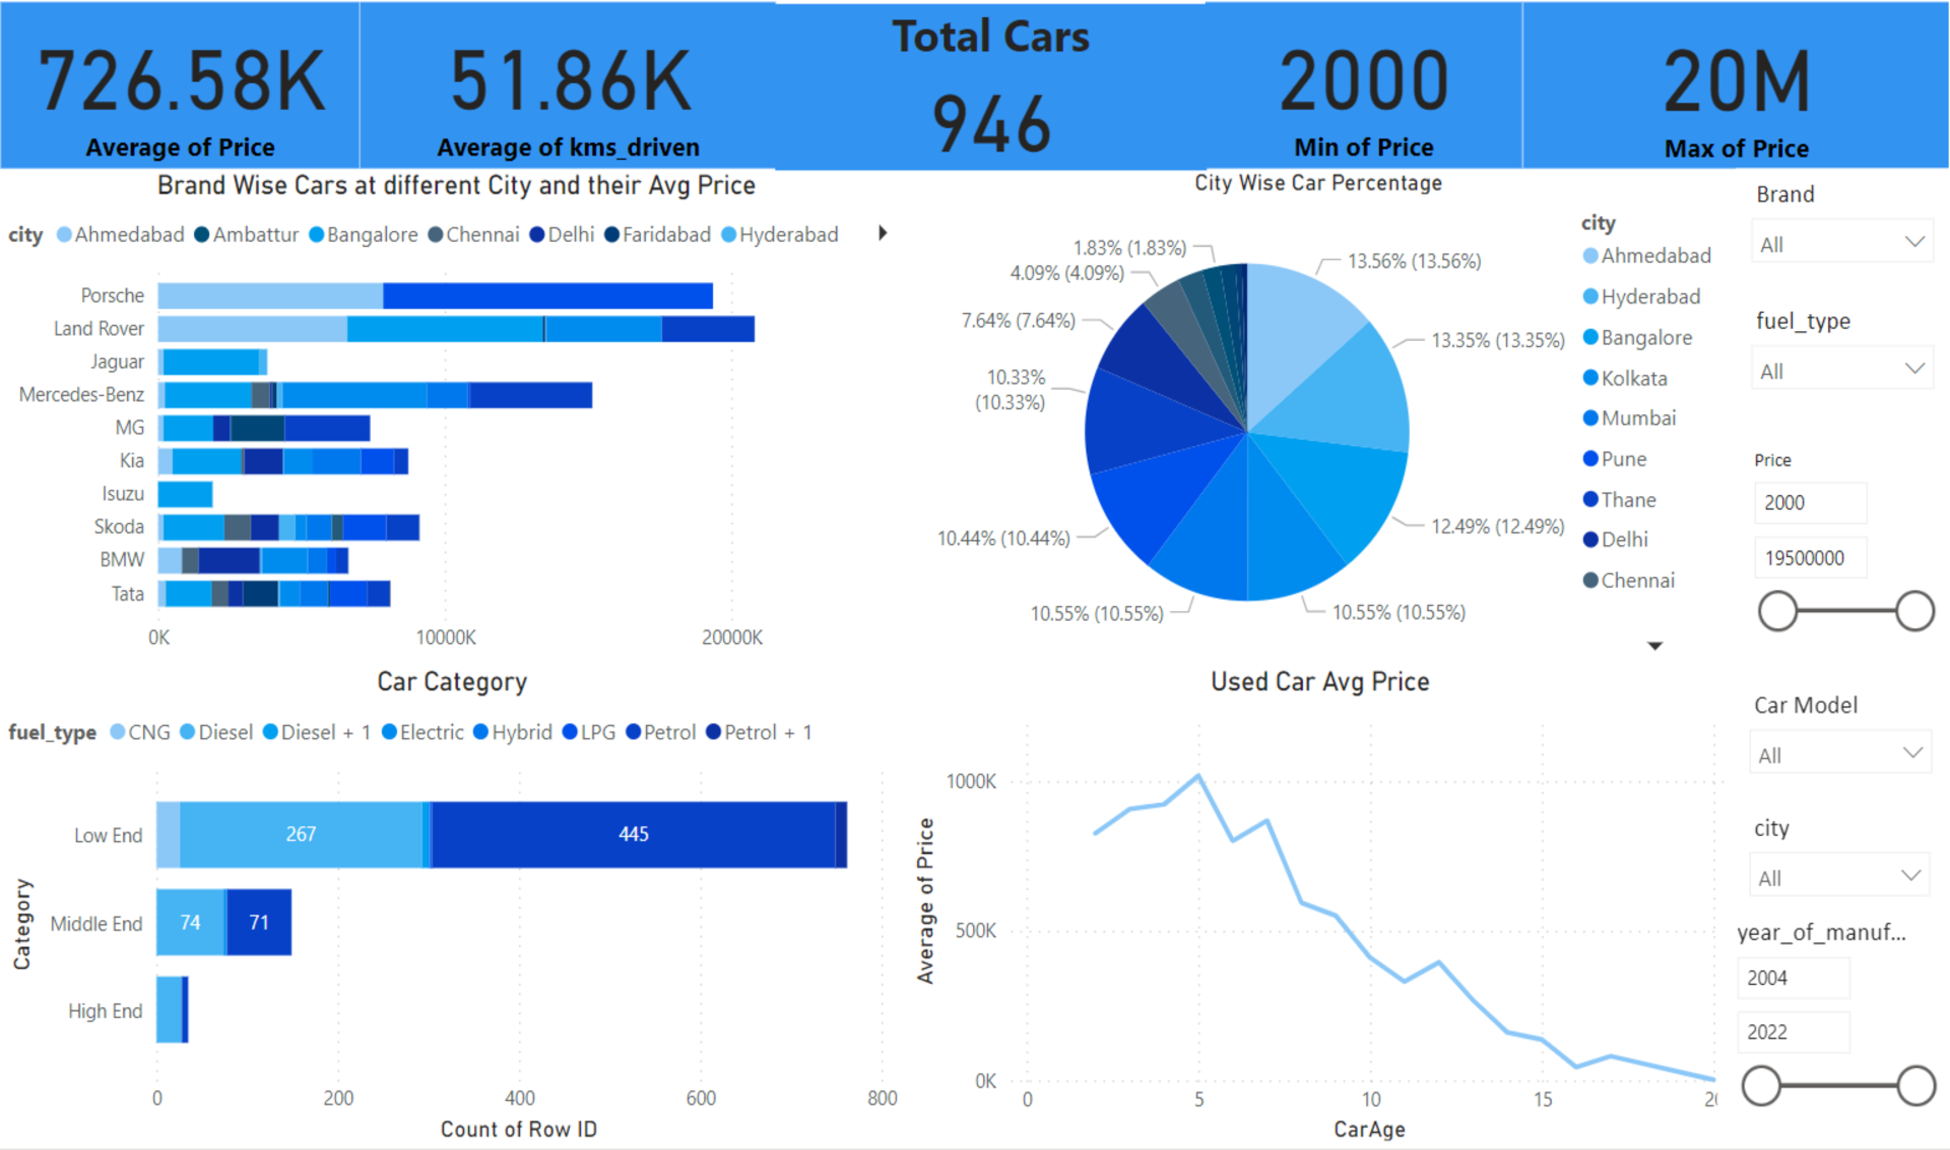 726.58K
Average of Price
51.86K
Average of kms_driven
Total Cars
946
2000
Min of Price
20M
Max of Price
Brand Wise Cars at different City and their Avg Price
city Ahmedabad Ambattur Bangalore Chennai Delhi Faridabad Hyderabad
Porsche
Land Rover
Jaguar
Mercedes-Benz
MG
Kia
Isuzu
Skoda
BMW
Tata
0K 10000K 20000K
City Wise Car Percentage
1.83% (1.83%)
4.09% (4.09%)
7.64% (7.64%)
10.33%
(10.33%)
10.44% (10.44%)
10.55% (10.55%)
10.55% (10.55%)
12.49% (12.49%)
13.35% (13.35%)
13.56% (13.56%)
city
Ahmedabad
Hyderabad
Bangalore
Kolkata
Mumbai
Pune
Thane
Delhi
Chennai
Brand
All
fuel_type
All
Price
2000
19500000
Car Category
fuel_type CNG Diesel Diesel + 1 Electric Hybrid LPG Petrol Petrol + 1
Category
Low End
267 445
Middle End
74 71
High End
0 200 400 600 800
Count of Row ID
Used Car Avg Price
Average of Price
1000K
500K
0K
0 5 10 15
CarAge
Car Model
All
city
All
year_of_manuf...
2004
2022